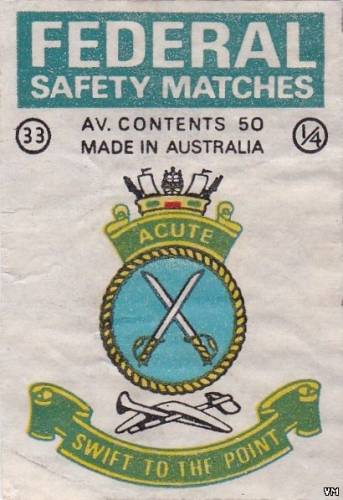 FEDERAL
SAFETY MATCHES
33 AV. CONTENTS 50 1/4
MADE IN AUSTRALIA
ACUTE
SWIFT TO THE POINT
VM